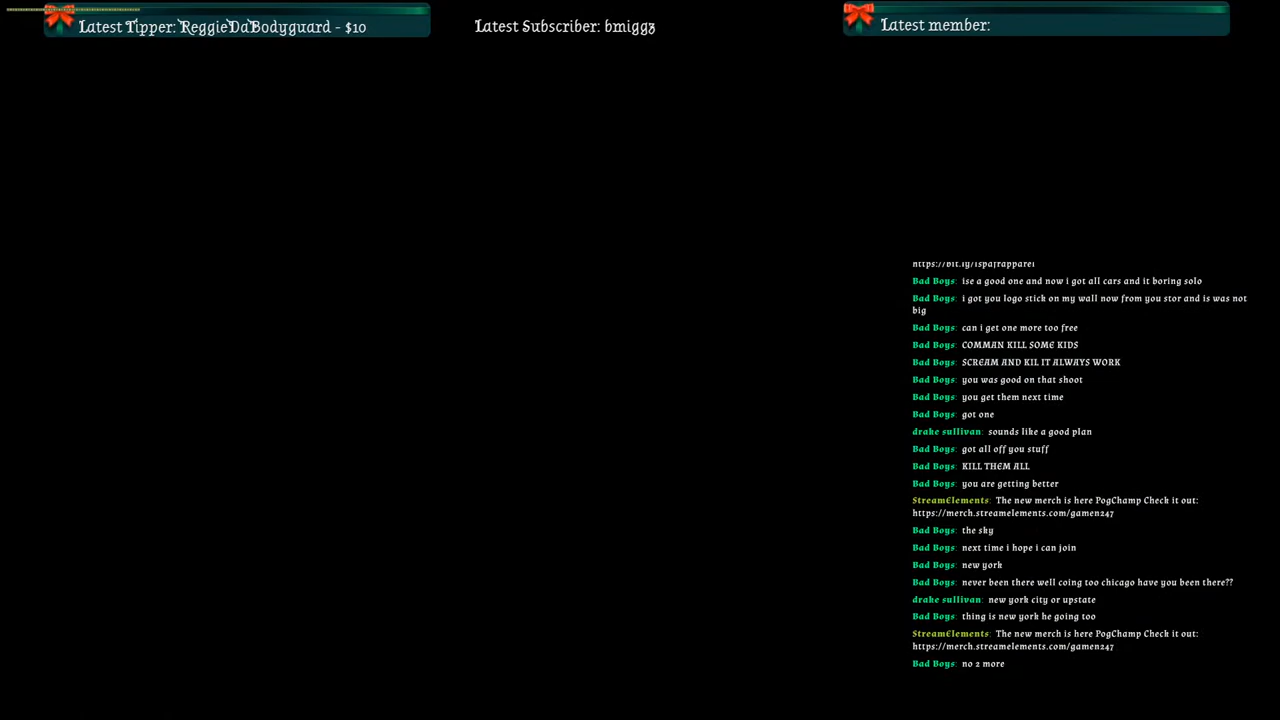 Latest Tipper: ReggieDaBodyguard - $10
Latest Subscriber: bmiggz
Latest member:
https://bit.ly/1spafrapparel
Bad Boys: ise a good one and now i got all cars and it boring solo
Bad Boys: i got you logo stick on my wall now from you stor and is was not
big
Bad Boys: can i get one more too free
Bad Boys: COMMAN KILL SOME KIDS
Bad Boys: SCREAM AND KIL IT ALWAYS WORK
Bad Boys: you was good on that shoot
Bad Boys: you get them next time
Bad Boys: got one
drake sullivan: sounds like a good plan
Bad Boys: got all off you stuff
Bad Boys: KILL THEM ALL
Bad Boys: you are getting better
StreamElements: The new merch is here PogChamp Check it out:
https://merch.streamelements.com/gamen247
Bad Boys: the sky
Bad Boys: next time i hope i can join
Bad Boys: new york
Bad Boys: never been there well coing too chicago have you been there??
drake sullivan: new york city or upstate
Bad Boys: thing is new york he going too
StreamElements: The new merch is here PogChamp Check it out:
https://merch.streamelements.com/gamen247
Bad Boys: no 2 more